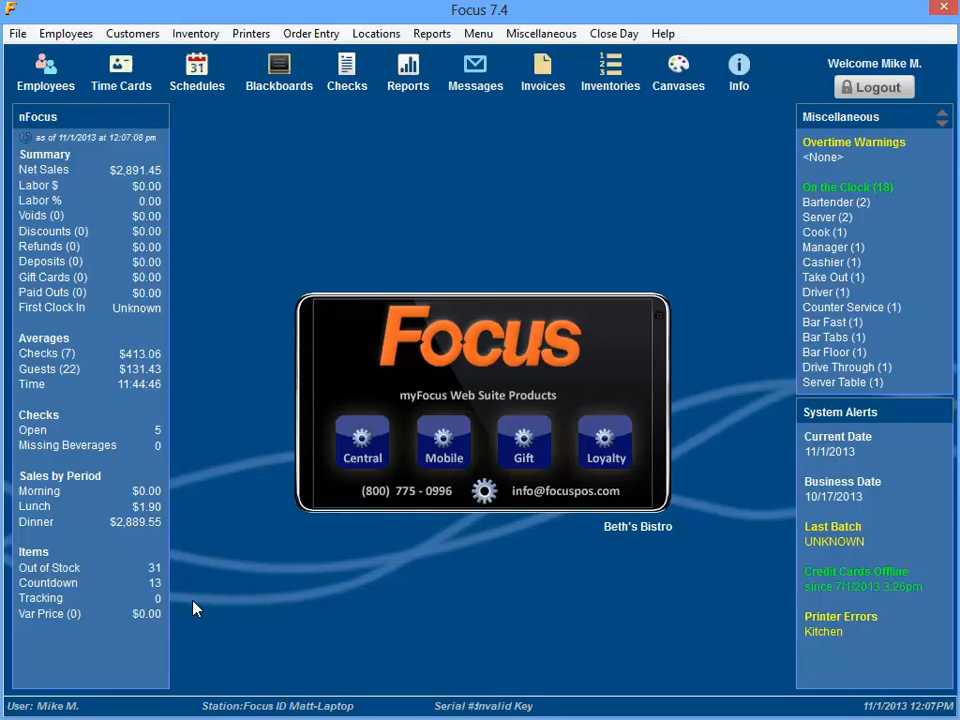 Focus 7.4
File Employees Customers Inventory Printers Order Entry Locations Reports Menu Miscellaneous Close Day Help
Employees Time Cards Schedules Blackboards Checks Reports Messages Invoices Inventories Canvases Info
31
1 2 3
Welcome Mike M.
Logout
nFocus
as of 11/1/2013 at 12:07:08 pm
Summary
Net Sales $2,891.45
Labor $ $0.00
Labor % 0.00
Voids (0) $0.00
Discounts (0) $0.00
Refunds (0) $0.00
Deposits (0) $0.00
Gift Cards (0) $0.00
Paid Outs (0) $0.00
First Clock In Unknown
Averages
Checks (7) $413.06
Guests (22) $131.43
Time 11:44:46
Checks
Open 5
Missing Beverages 0
Sales by Period
Morning $0.00
Lunch $1.90
Dinner $2,889.55
Items
Out of Stock 31
Countdown 13
Tracking 0
Var Price (0) $0.00
Focus
myFocus Web Suite Products
Central Mobile Gift Loyalty
(800) 775 - 0996 info@focuspos.com
Beth's Bistro
Miscellaneous
Overtime Warnings
<None>
On the Clock (18)
Bartender (2)
Server (2)
Cook (1)
Manager (1)
Cashier (1)
Take Out (1)
Driver (1)
Counter Service (1)
Bar Fast (1)
Bar Tabs (1)
Bar Floor (1)
Drive Through (1)
Server Table (1)
System Alerts
Current Date
11/1/2013
Business Date
10/17/2013
Last Batch
UNKNOWN
Credit Cards Offline
since 7/1/2013 3:26pm
Printer Errors
Kitchen
User: Mike M. Station:Focus ID Matt-Laptop Serial #:Invalid Key 11/1/2013 12:07PM